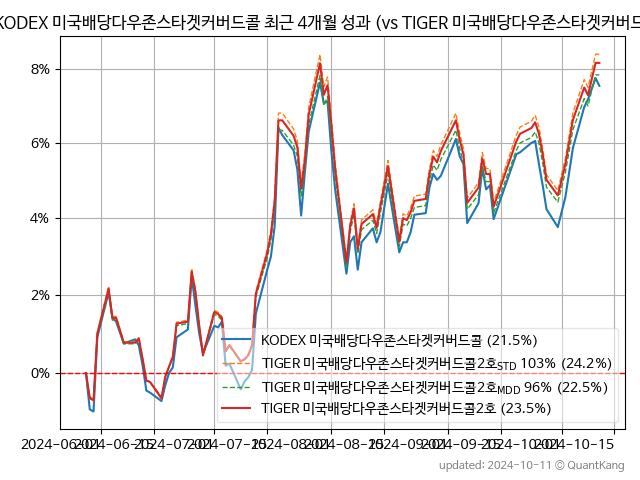 KODEX 미국배당다우존스타겟커버드콜 최근 4개월 성과 (vs TIGER 미국배당다우존스타겟커버드
8%
6%
4%
2%
0%
KODEX 미국배당다우존스타겟커버드콜 (21.5%)
TIGER 미국배당다우존스타겟커버드콜2호STD 103% (24.2%)
TIGER 미국배당다우존스타겟커버드콜2호MDD 96% (22.5%)
TIGER 미국배당다우존스타겟커버드콜2호 (23.5%)
2024-06-01 2024-06-15 2024-07-01 2024-07-15 2024-08-01 2024-08-15 2024-09-01 2024-09-15 2024-10-01 2024-10-15
updated: 2024-10-11 © QuantKang